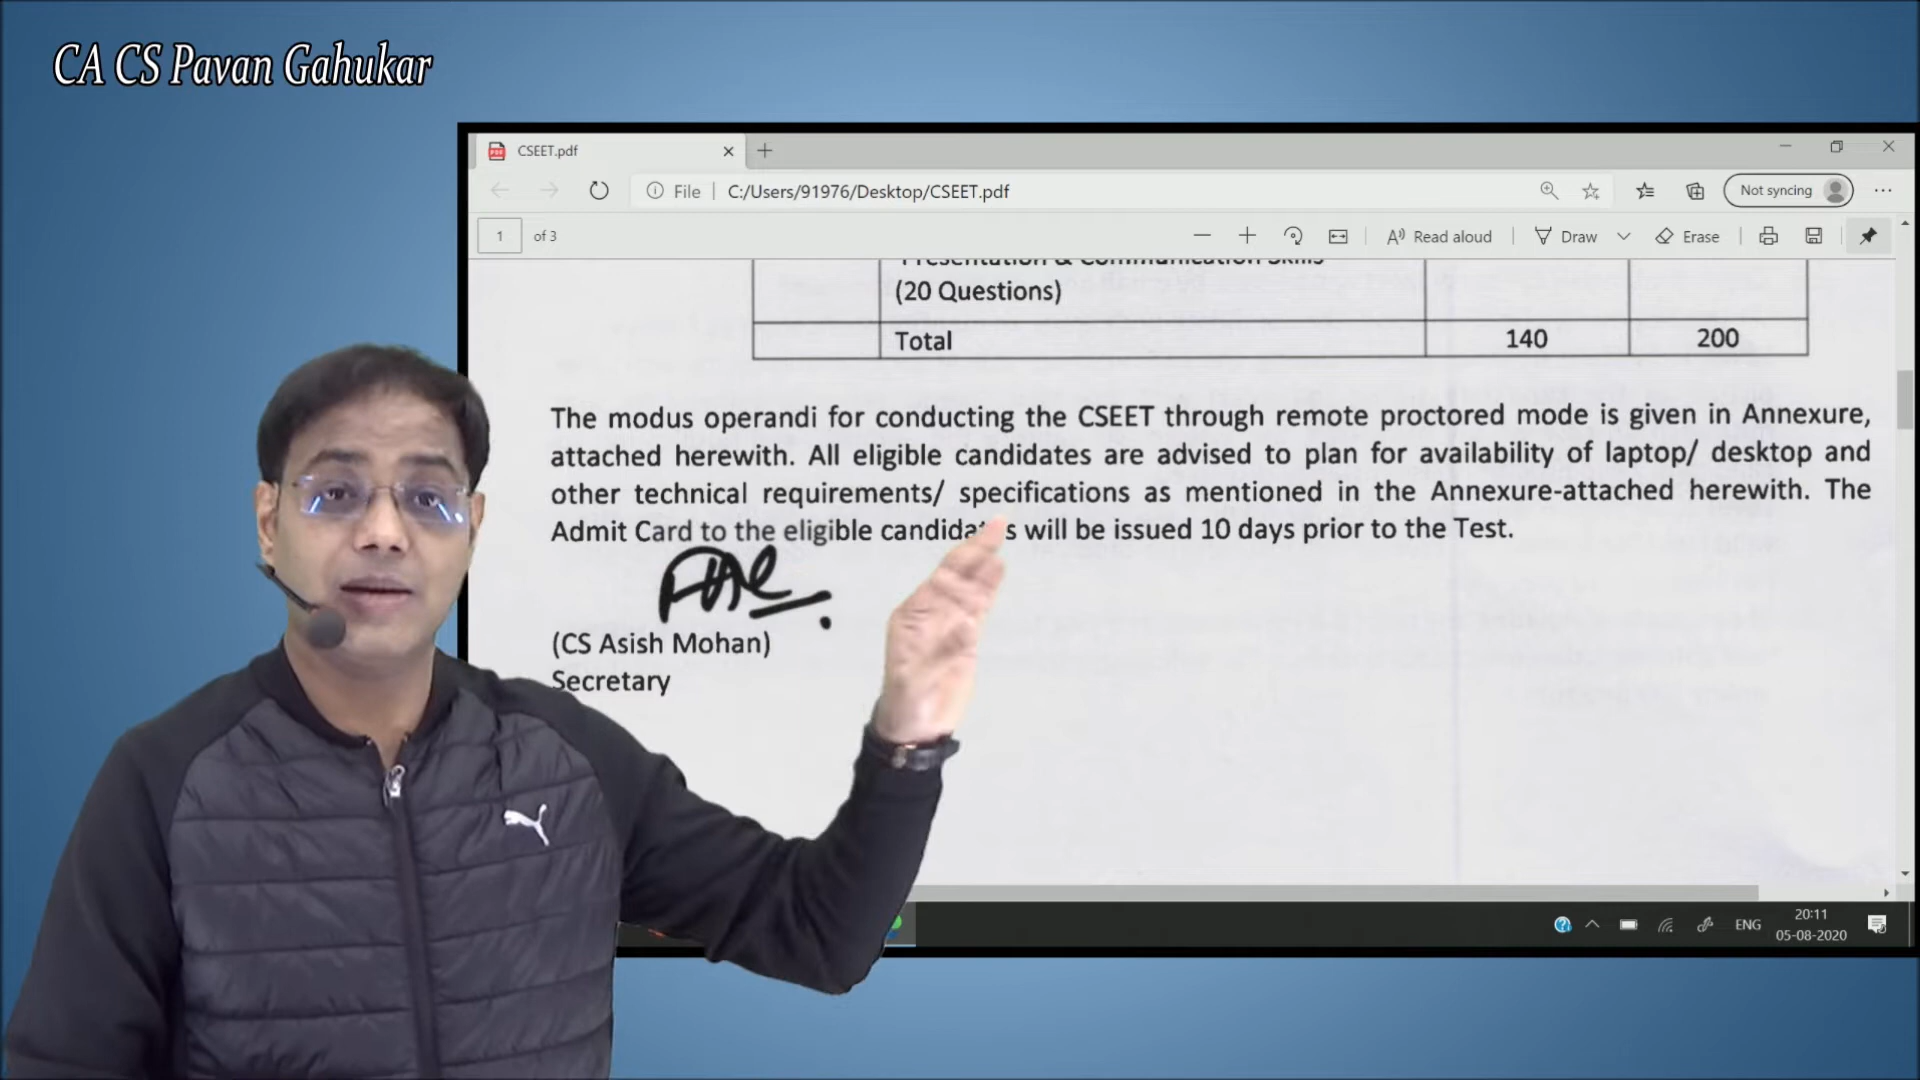 CA CS Pavan Gahukar
CSEET.pdf
File C:/Users/91976/Desktop/CSEET.pdf Not syncing
1 of 3 Read aloud Draw Erase
Presentation & Communication Skills
(20 Questions)
Total 140 200
The modus operandi for conducting the CSEET through remote proctored mode is given in Annexure,
attached herewith. All eligible candidates are advised to plan for availability of laptop/ desktop and
other technical requirements/ specifications as mentioned in the Annexure-attached herewith. The
Admit Card to the eligible candidates will be issued 10 days prior to the Test.
(CS Asish Mohan)
Secretary
ENG
20:11
05-08-2020